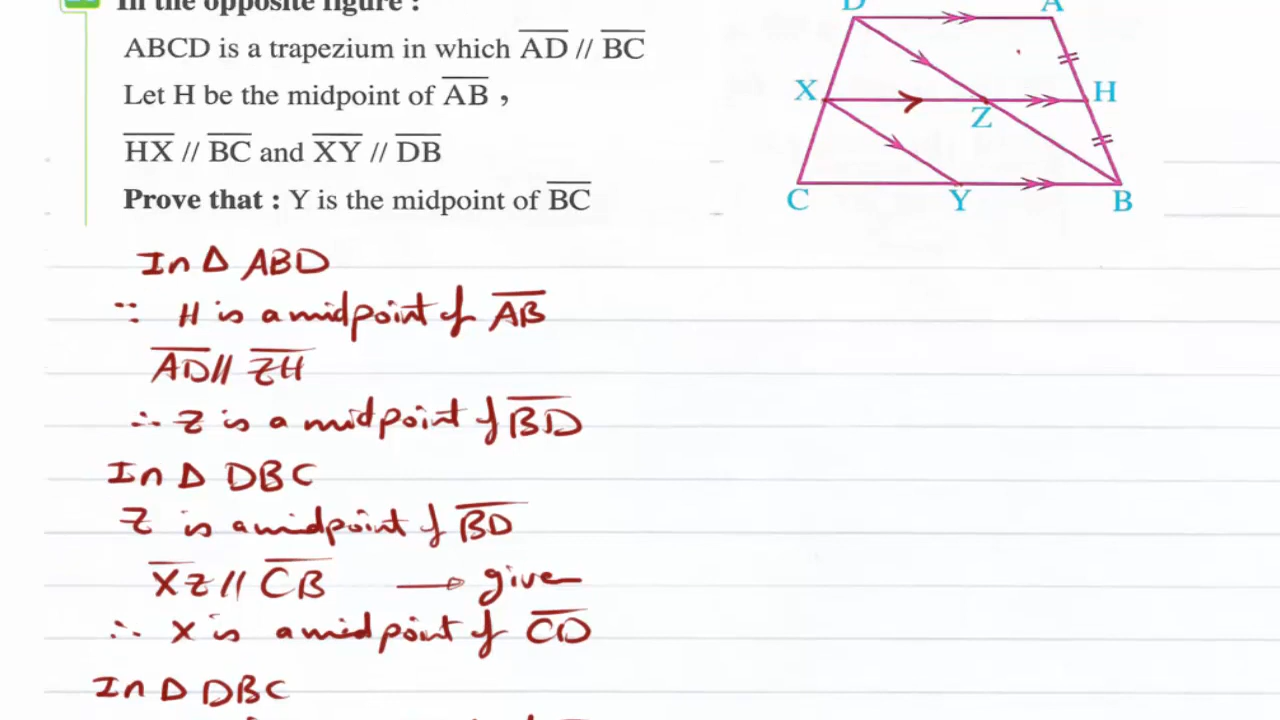 In the opposite figure :
ABCD is a trapezium in which AD // BC
Let H be the midpoint of AB ,
HX // BC and XY // DB
Prove that : Y is the midpoint of BC
D A
X H
Z
C Y B
In Δ ABD
∵ H is a midpoint of AB
AD // ZH
∴ Z is a midpoint of BD
In Δ DBC
Z is a midpoint of BD
XZ // CB → given
∴ X is a midpoint of CD
In Δ DBC